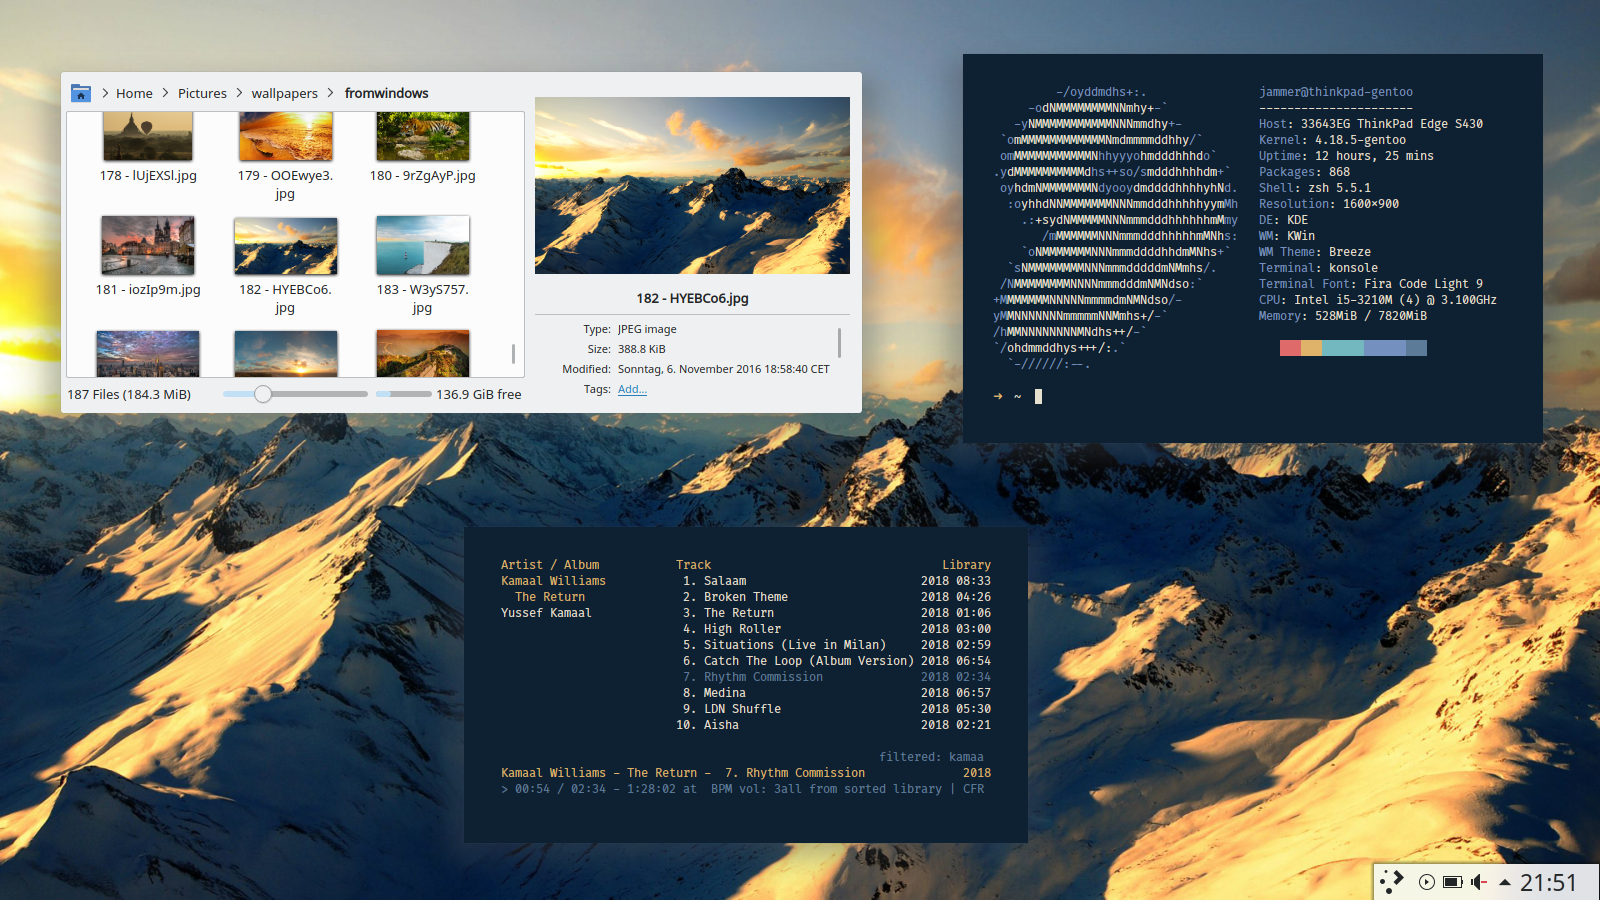 Home > Pictures > wallpapers > fromwindows
178 - lUjEXSl.jpg
179 - OOEwye3.
jpg
180 - 9rZgAyP.jpg
181 - iozIp9m.jpg
182 - HYEBCo6.
jpg
183 - W3yS757.
jpg
187 Files (184.3 MiB)
136.9 GiB free
182 - HYEBCo6.jpg
Type: JPEG image
Size: 388.8 KiB
Modified: Sonntag, 6. November 2016 18:58:40 CET
Tags: Add...
jammer@thinkpad-gentoo
----------------------
Host: 33643EG ThinkPad Edge S430
Kernel: 4.18.5-gentoo
Uptime: 12 hours, 25 mins
Packages: 868
Shell: zsh 5.5.1
Resolution: 1600×900
DE: KDE
WM: KWin
WM Theme: Breeze
Terminal: konsole
Terminal Font: Fira Code Light 9
CPU: Intel i5-3210M (4) @ 3.100GHz
Memory: 528MiB / 7820MiB
→ ~
Artist / Album Track Library
Kamaal Williams 1. Salaam 2018 08:33
The Return 2. Broken Theme 2018 04:26
Yussef Kamaal 3. The Return 2018 01:06
4. High Roller 2018 03:00
5. Situations (Live in Milan) 2018 02:59
6. Catch The Loop (Album Version) 2018 06:54
7. Rhythm Commission 2018 02:34
8. Medina 2018 06:57
9. LDN Shuffle 2018 05:30
10. Aisha 2018 02:21
filtered: kamaa
Kamaal Williams - The Return - 7. Rhythm Commission 2018
> 00:54 / 02:34 - 1:28:02 at BPM vol: 3all from sorted library | CFR
21:51